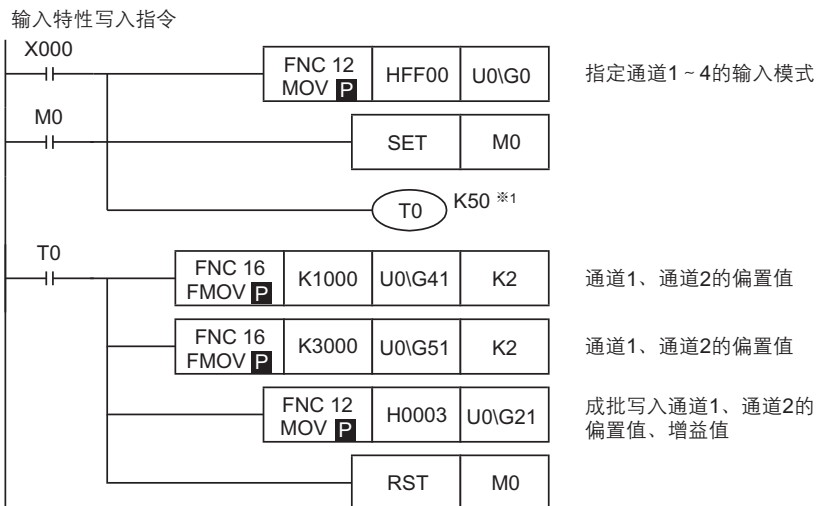 输入特性写入指令
X000
FNC 12
MOV P
HFF00
U0\G0
指定通道1~4的输入模式
M0
SET
M0
T0
K50 ※1
T0
FNC 16
FMOV P
K1000
U0\G41
K2
通道1、通道2的偏置值
FNC 16
FMOV P
K3000
U0\G51
K2
通道1、通道2的偏置值
FNC 12
MOV P
H0003
U0\G21
成批写入通道1、通道2的
偏置值、增益值
RST
M0